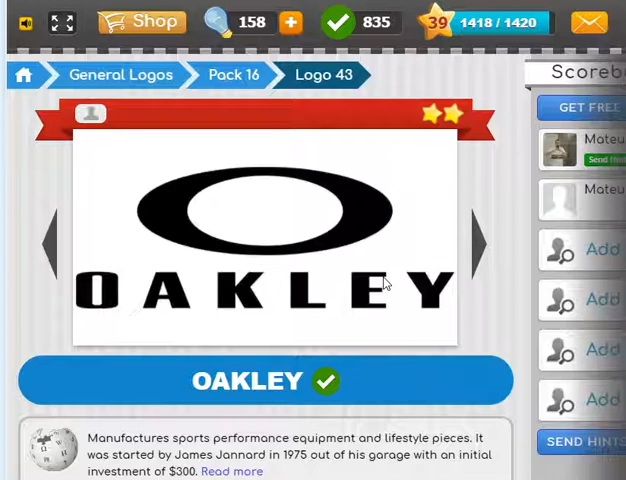 Shop 158 835 39 1418 / 1420
General Logos Pack 16 Logo 43
OAKLEY
OAKLEY
Manufactures sports performance equipment and lifestyle pieces. It
was started by James Jannard in 1975 out of his garage with an initial
investment of $300. Read more
Scoreb
GET FREE
Mateu
Send Hint
Mateu
Add
Add
Add
Add
SEND HINTS